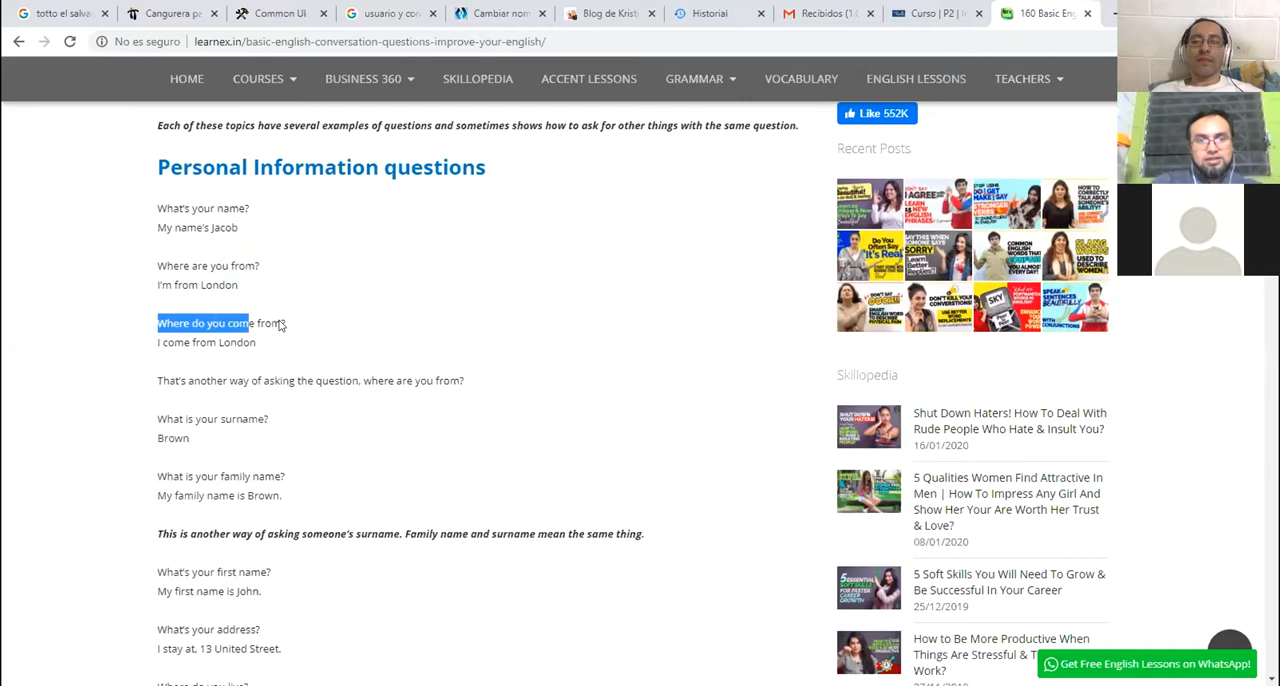 totto el salva
Cangurera pa
Common Ul
usuario y con
Cambiar nom
Blog de Krist
Historial
Recibidos (1.
Curso | P2 | I
160 Basic Eng
No es seguro | learnex.in/basic-english-conversation-questions-improve-your-english/
HOME COURSES BUSINESS 360 SKILLOPEDIA ACCENT LESSONS GRAMMAR VOCABULARY ENGLISH LESSONS TEACHERS
Each of these topics have several examples of questions and sometimes shows how to ask for other things with the same question.
Personal Information questions
What's your name?
My name's Jacob
Where are you from?
I'm from London
Where do you come from?
I come from London
That's another way of asking the question, where are you from?
What is your surname?
Brown
What is your family name?
My family name is Brown.
This is another way of asking someone's surname. Family name and surname mean the same thing.
What's your first name?
My first name is John.
What's your address?
I stay at, 13 United Street.
Like 552K
Recent Posts
Skillopedia
Shut Down Haters! How To Deal With
Rude People Who Hate & Insult You?
16/01/2020
5 Qualities Women Find Attractive In
Men | How To Impress Any Girl And
Show Her Your Are Worth Her Trust
& Love?
08/01/2020
5 Soft Skills You Will Need To Grow &
Be Successful In Your Career
25/12/2019
How to Be More Productive When
Things Are Stressful &
Work?
Get Free English Lessons on WhatsApp!